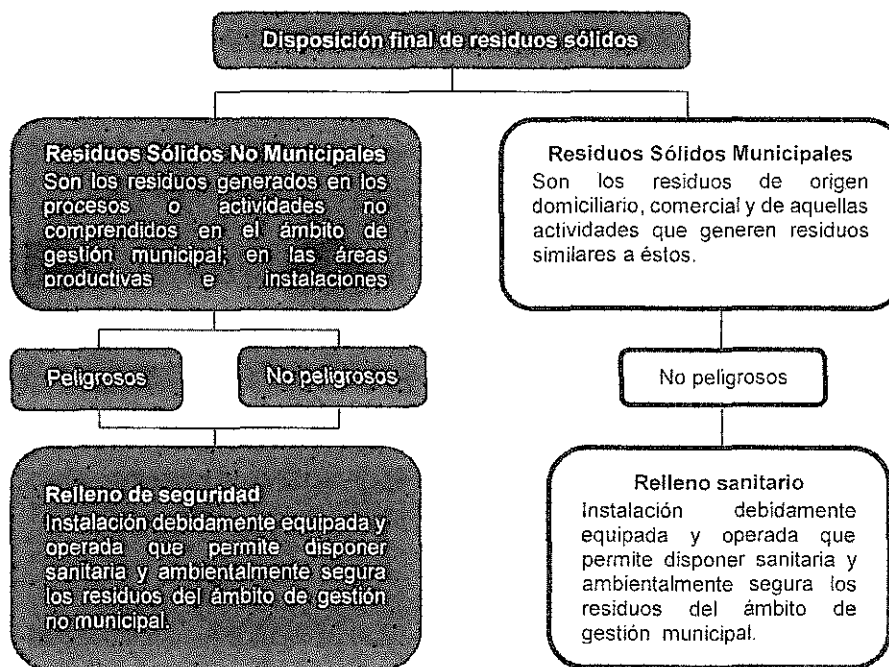 Disposición final de residuos sólidos
Residuos Sólidos No Municipales
Son los residuos generados en los
procesos o actividades no
comprendidos en el ámbito de
gestión municipal; en las áreas
productivas e instalaciones
Residuos Sólidos Municipales
Son los residuos de origen
domiciliario, comercial y de aquellas
actividades que generen residuos
similares a éstos.
Peligrosos
No peligrosos
No peligrosos
Relleno de seguridad
Instalación debidamente equipada y
operada que permite disponer
sanitaria y ambientalmente segura
los residuos del ámbito de gestión
no municipal.
Relleno sanitario
Instalación debidamente
equipada y operada que
permite disponer sanitaria y
ambientalmente segura los
residuos del ámbito de
gestión municipal.